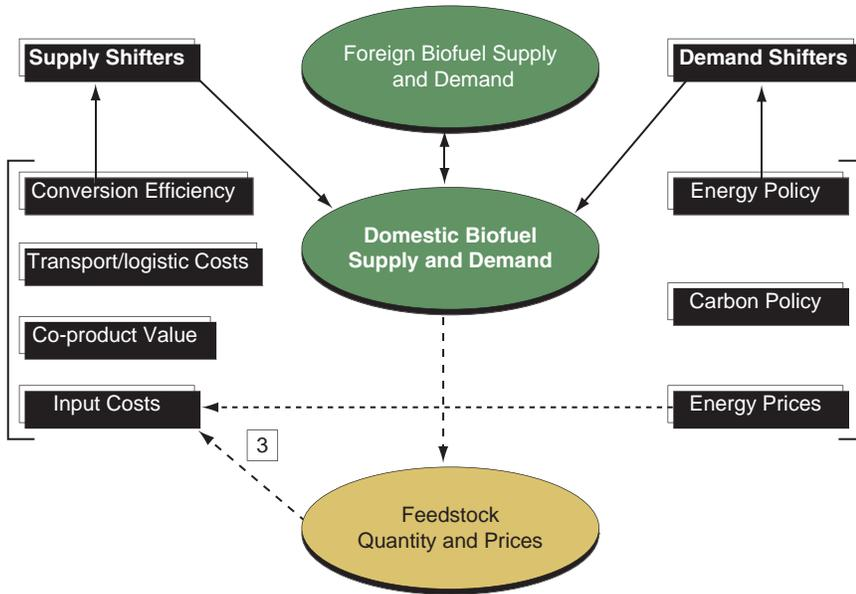 Supply Shifters
Foreign Biofuel Supply
and Demand
Demand Shifters
Conversion Efficiency
Energy Policy
Domestic Biofuel
Supply and Demand
Transport/logistic Costs
Carbon Policy
Co-product Value
Input Costs
Energy Prices
3
Feedstock
Quantity and Prices